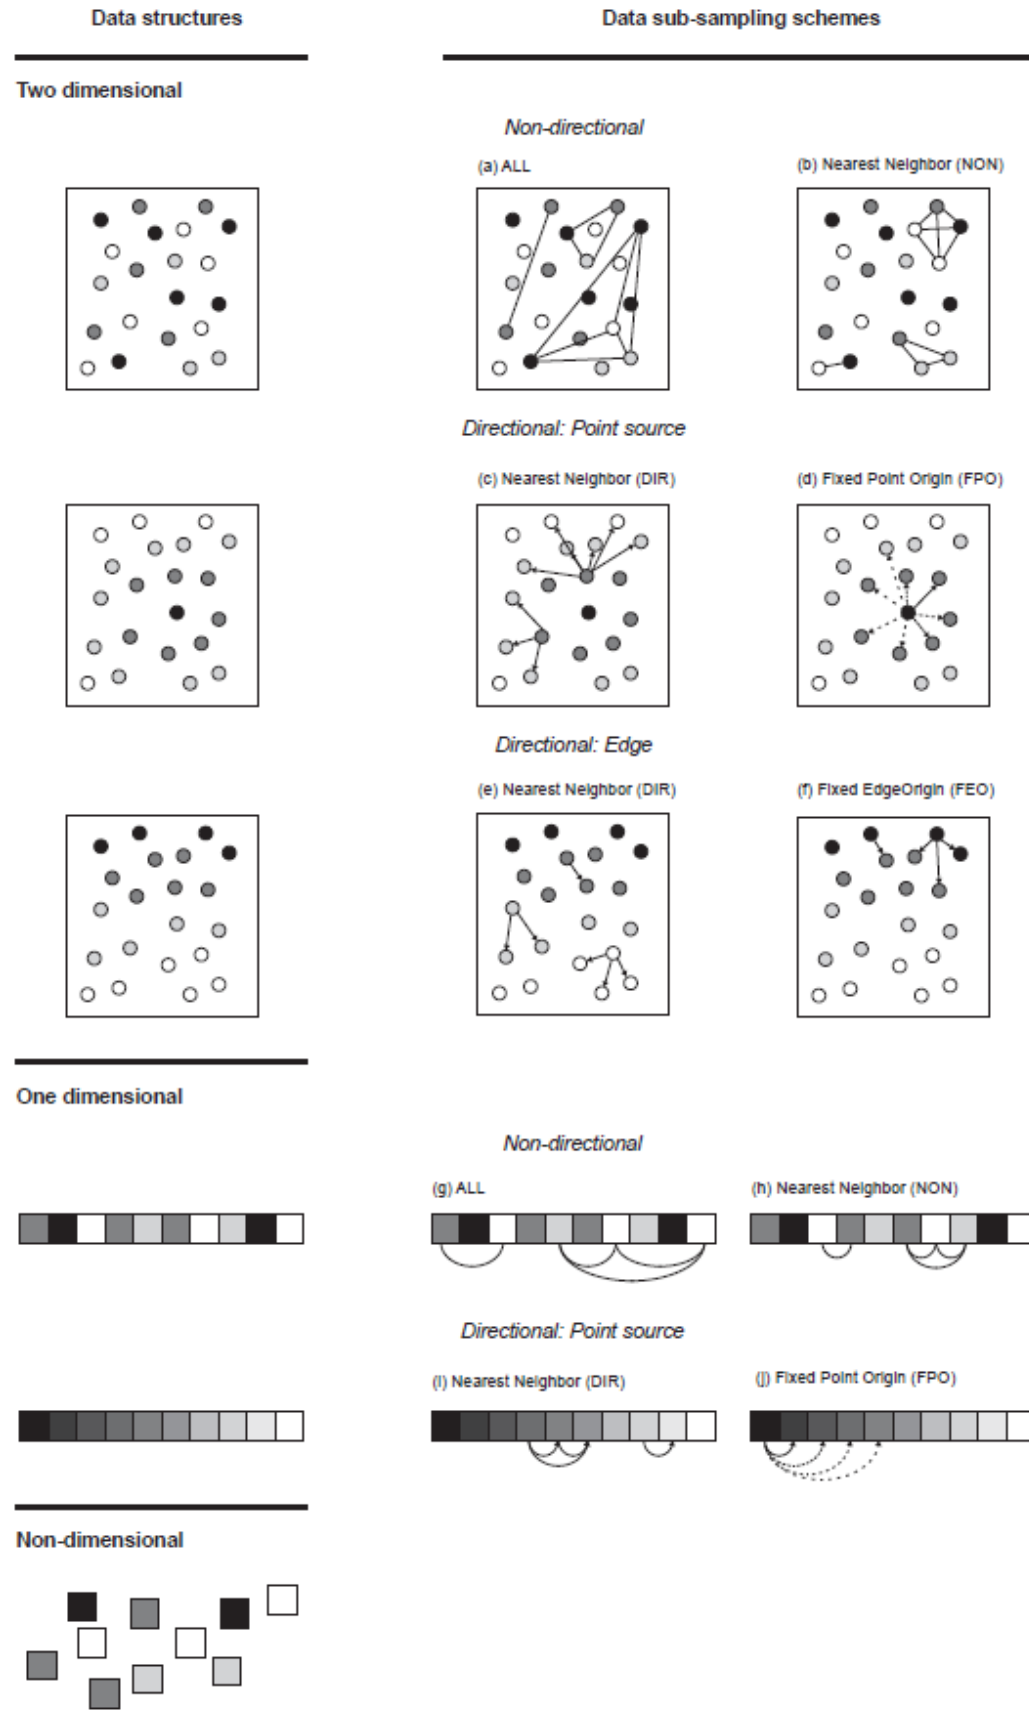 Data structures
Data sub-sampling schemes
Two dimensional
Non-directional
(a) ALL
(b) Nearest Neighbor (NON)
Directional: Point source
(c) Nearest Neighbor (DIR)
(d) Fixed Point Origin (FPO)
Directional: Edge
(e) Nearest Neighbor (DIR)
(f) Fixed EdgeOrigin (FEO)
One dimensional
Non-directional
(g) ALL
(h) Nearest Neighbor (NON)
Directional: Point source
(i) Nearest Neighbor (DIR)
(j) Fixed Point Origin (FPO)
Non-dimensional